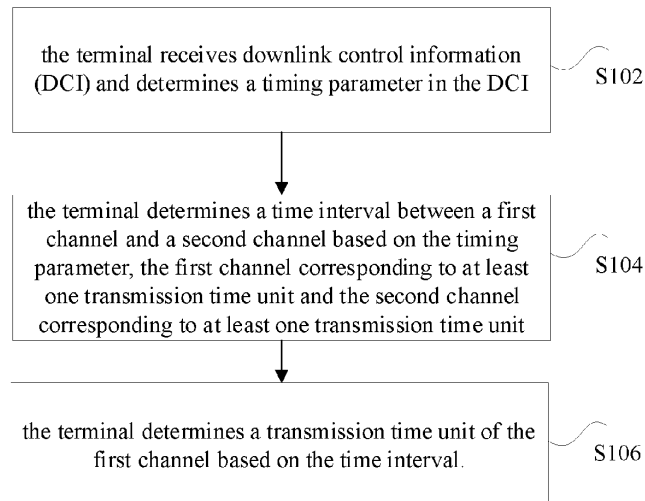 the terminal receives downlink control information
(DCI) and determines a timing parameter in the DCI
S102
the terminal determines a time interval between a first
channel and a second channel based on the timing
parameter, the first channel corresponding to at least
one transmission time unit and the second channel
corresponding to at least one transmission time unit
S104
the terminal determines a transmission time unit of the
first channel based on the time interval.
S106